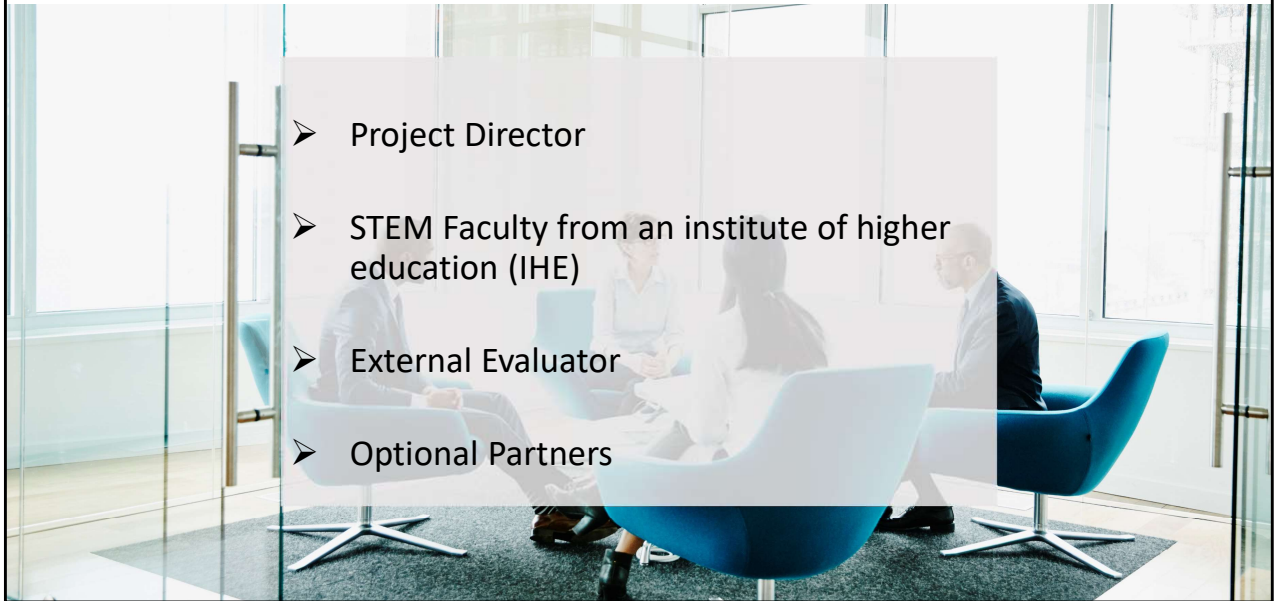 ➢ Project Director
➢ STEM Faculty from an institute of higher
education (IHE)
➢ External Evaluator
➢ Optional Partners